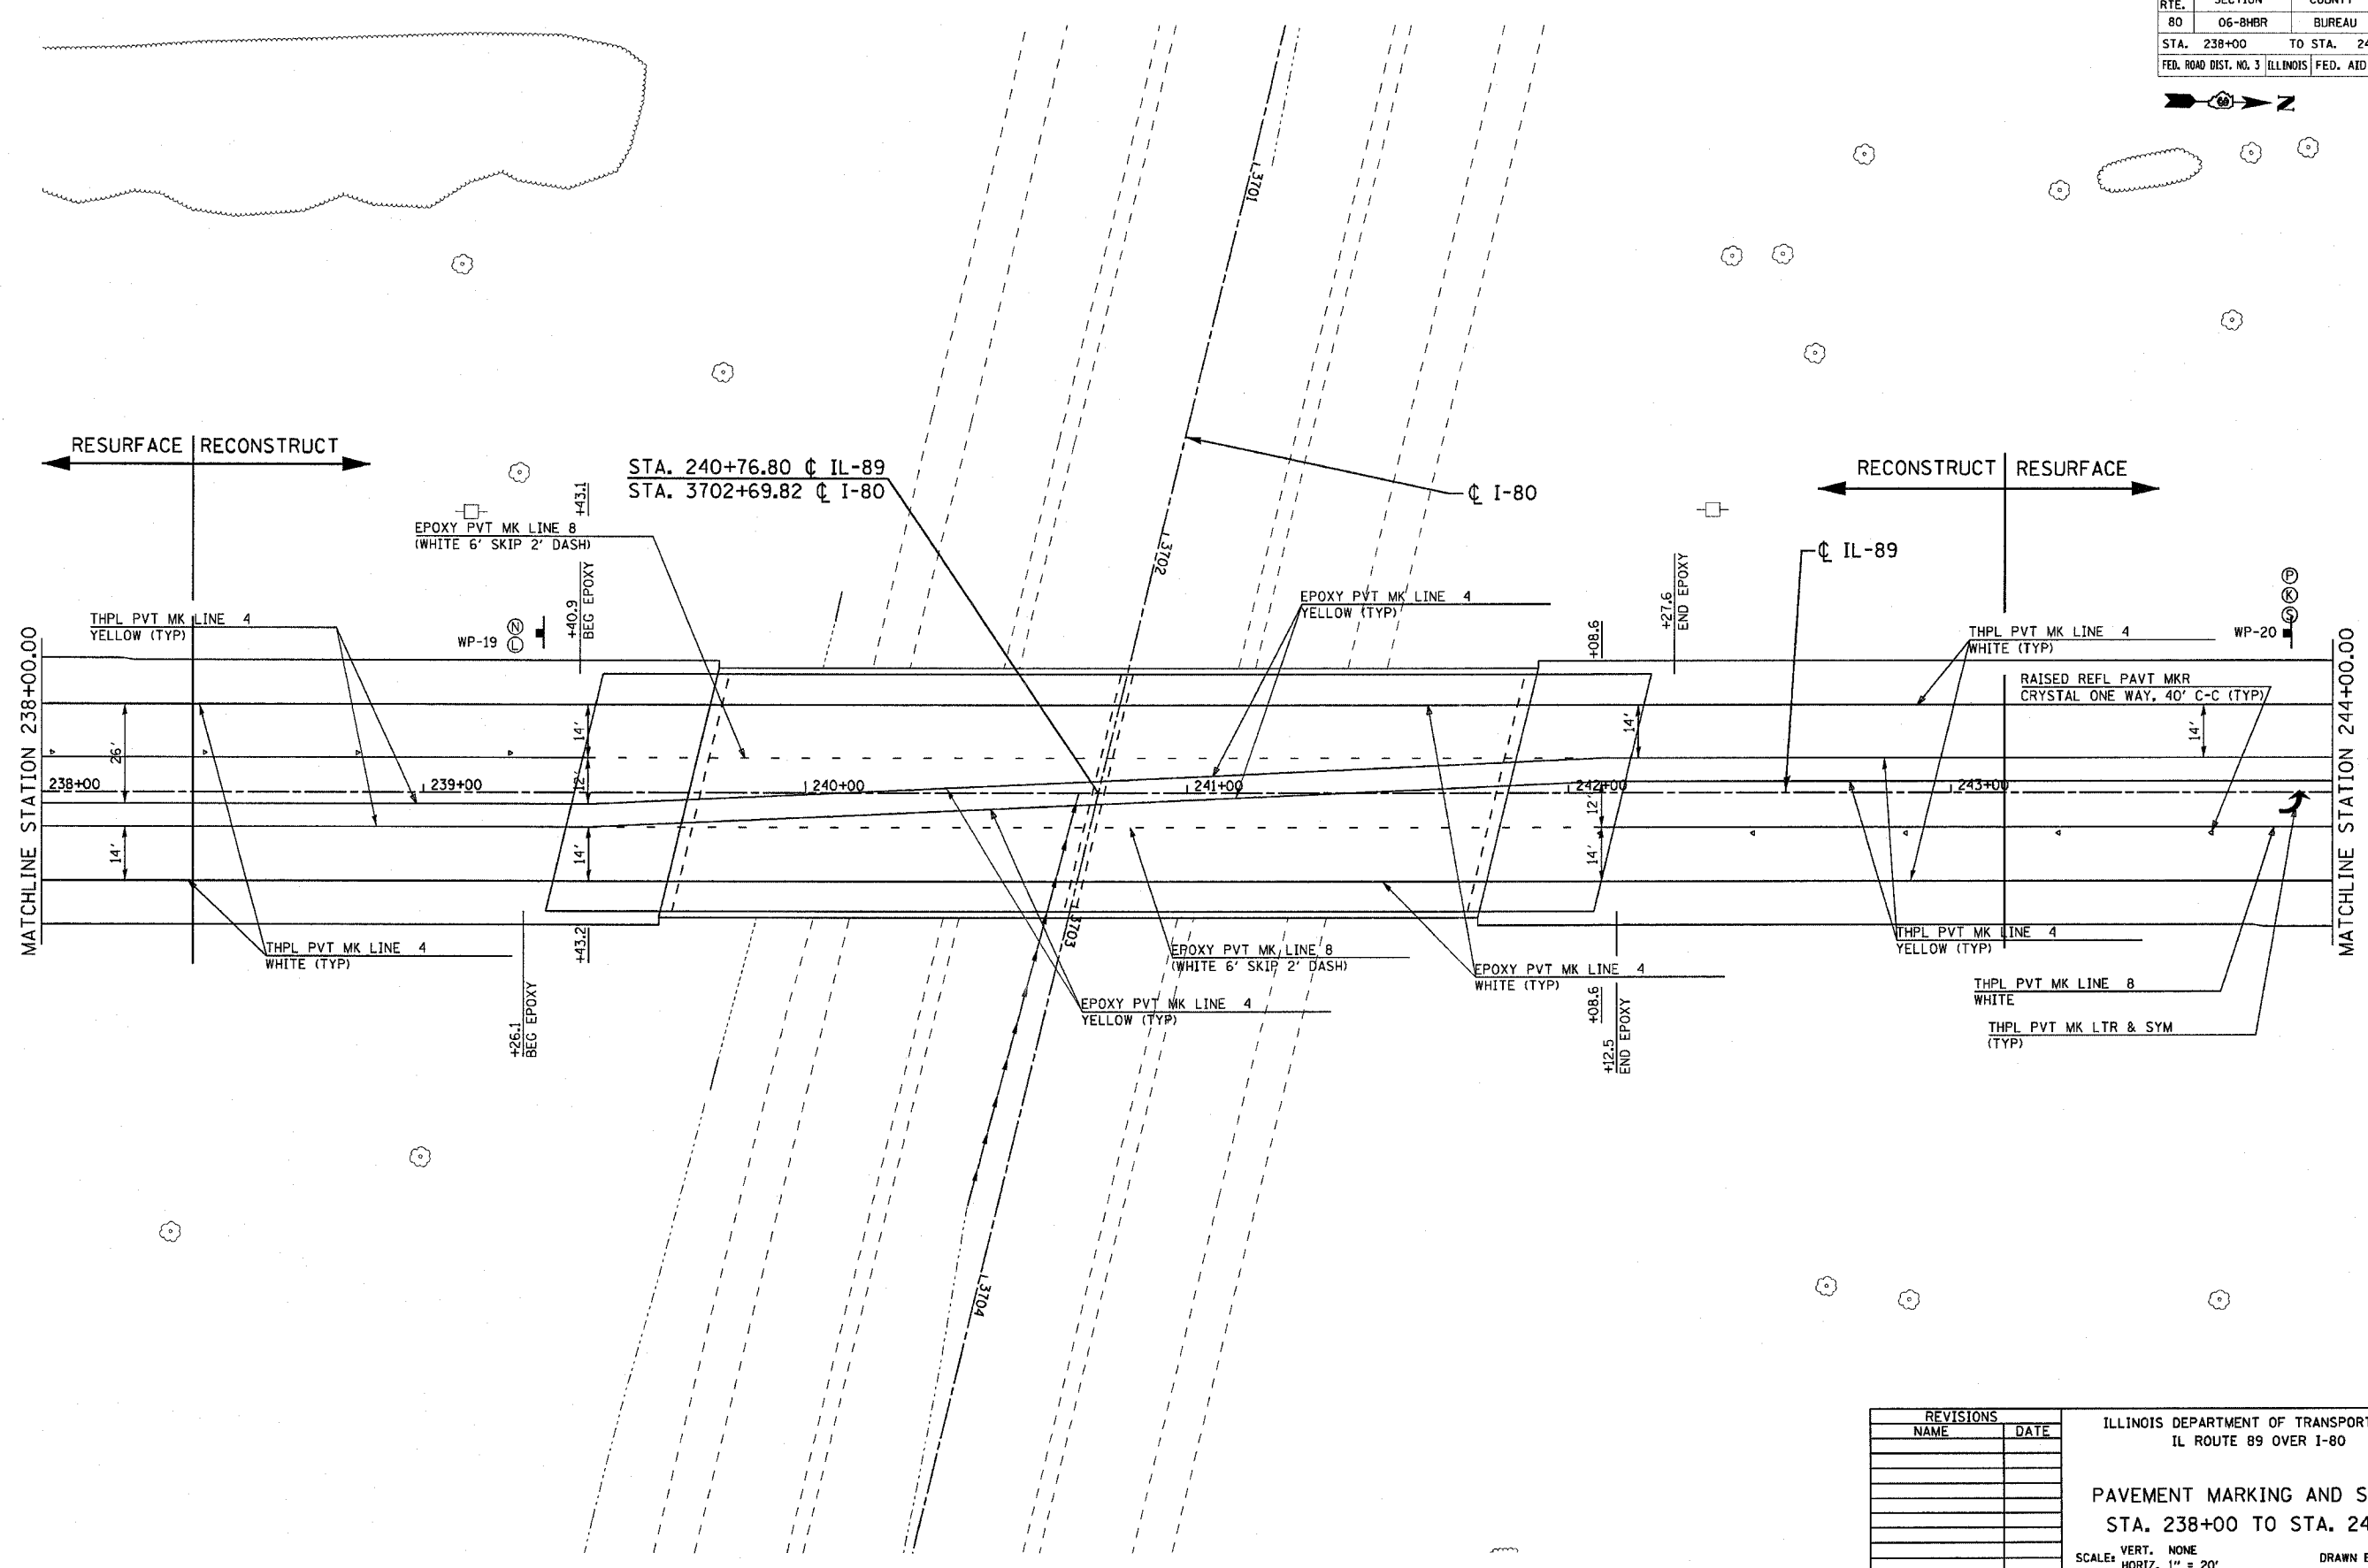 RTE. SECTION COUNTY
80 06-8HBR BUREAU
STA. 238+00 TO STA. 24
FED. ROAD DIST. NO. 3 ILLINOIS FED. AID
N
L3701
RESURFACE RECONSTRUCT
STA. 240+76.80 ℄ IL-89
STA. 3702+69.82 ℄ I-80
℄ I-80
RECONSTRUCT RESURFACE
+43.1
EPOXY PVT MK LINE 8
(WHITE 6' SKIP 2' DASH)
L3702
℄ IL-89
+40.9
BEG EPOXY
+27.6
END EPOXY
P
K
S
EPOXY PVT MK LINE 4
YELLOW (TYP)
THPL PVT MK LINE 4
YELLOW (TYP)
WP-19 N
L
+08.6
THPL PVT MK LINE 4
WHITE (TYP)
WP-20
RAISED REFL PAVT MKR
CRYSTAL ONE WAY, 40' C-C (TYP)
MATCHLINE STATION 238+00.00
MATCHLINE STATION 244+00.00
26' 14' 14' 14'
12'
238+00 239+00 240+00 241+00 242+00 243+00
12'
14' 14' 14'
L3703
THPL PVT MK LINE 4
WHITE (TYP)
+43.2
+26.1
BEG EPOXY
EPOXY PVT MK LINE 8
(WHITE 6' SKIP 2' DASH)
EPOXY PVT MK LINE 4
YELLOW (TYP)
EPOXY PVT MK LINE 4
WHITE (TYP)
+08.6
+12.5
END EPOXY
THPL PVT MK LINE 4
YELLOW (TYP)
THPL PVT MK LINE 8
WHITE
THPL PVT MK LTR & SYM
(TYP)
L3704
REVISIONS
NAME DATE
ILLINOIS DEPARTMENT OF TRANSPORT
IL ROUTE 89 OVER I-80
PAVEMENT MARKING AND S
STA. 238+00 TO STA. 24
SCALE: VERT. NONE
HORIZ. 1" = 20'
DRAWN B